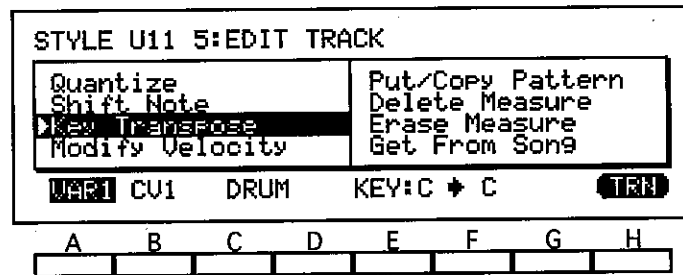 STYLE U11 5:EDIT TRACK
Quantize
Shift Note
Key Transpose
Modify Velocity
Put/Copy Pattern
Delete Measure
Erase Measure
Get From Song
VAR1 CV1 DRUM KEY:C → C TRN
A B C D E F G H